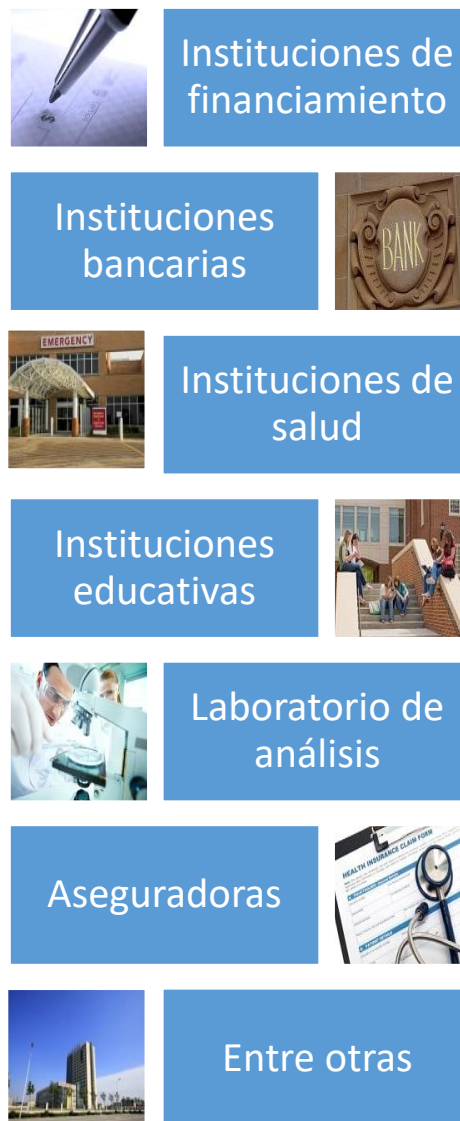 Instituciones de
financiamiento
Instituciones
bancarias
BANK
EMERGENCY
Instituciones de
salud
Instituciones
educativas
Laboratorio de
análisis
Aseguradoras
HEALTH INSURANCE CLAIM FORM
Entre otras